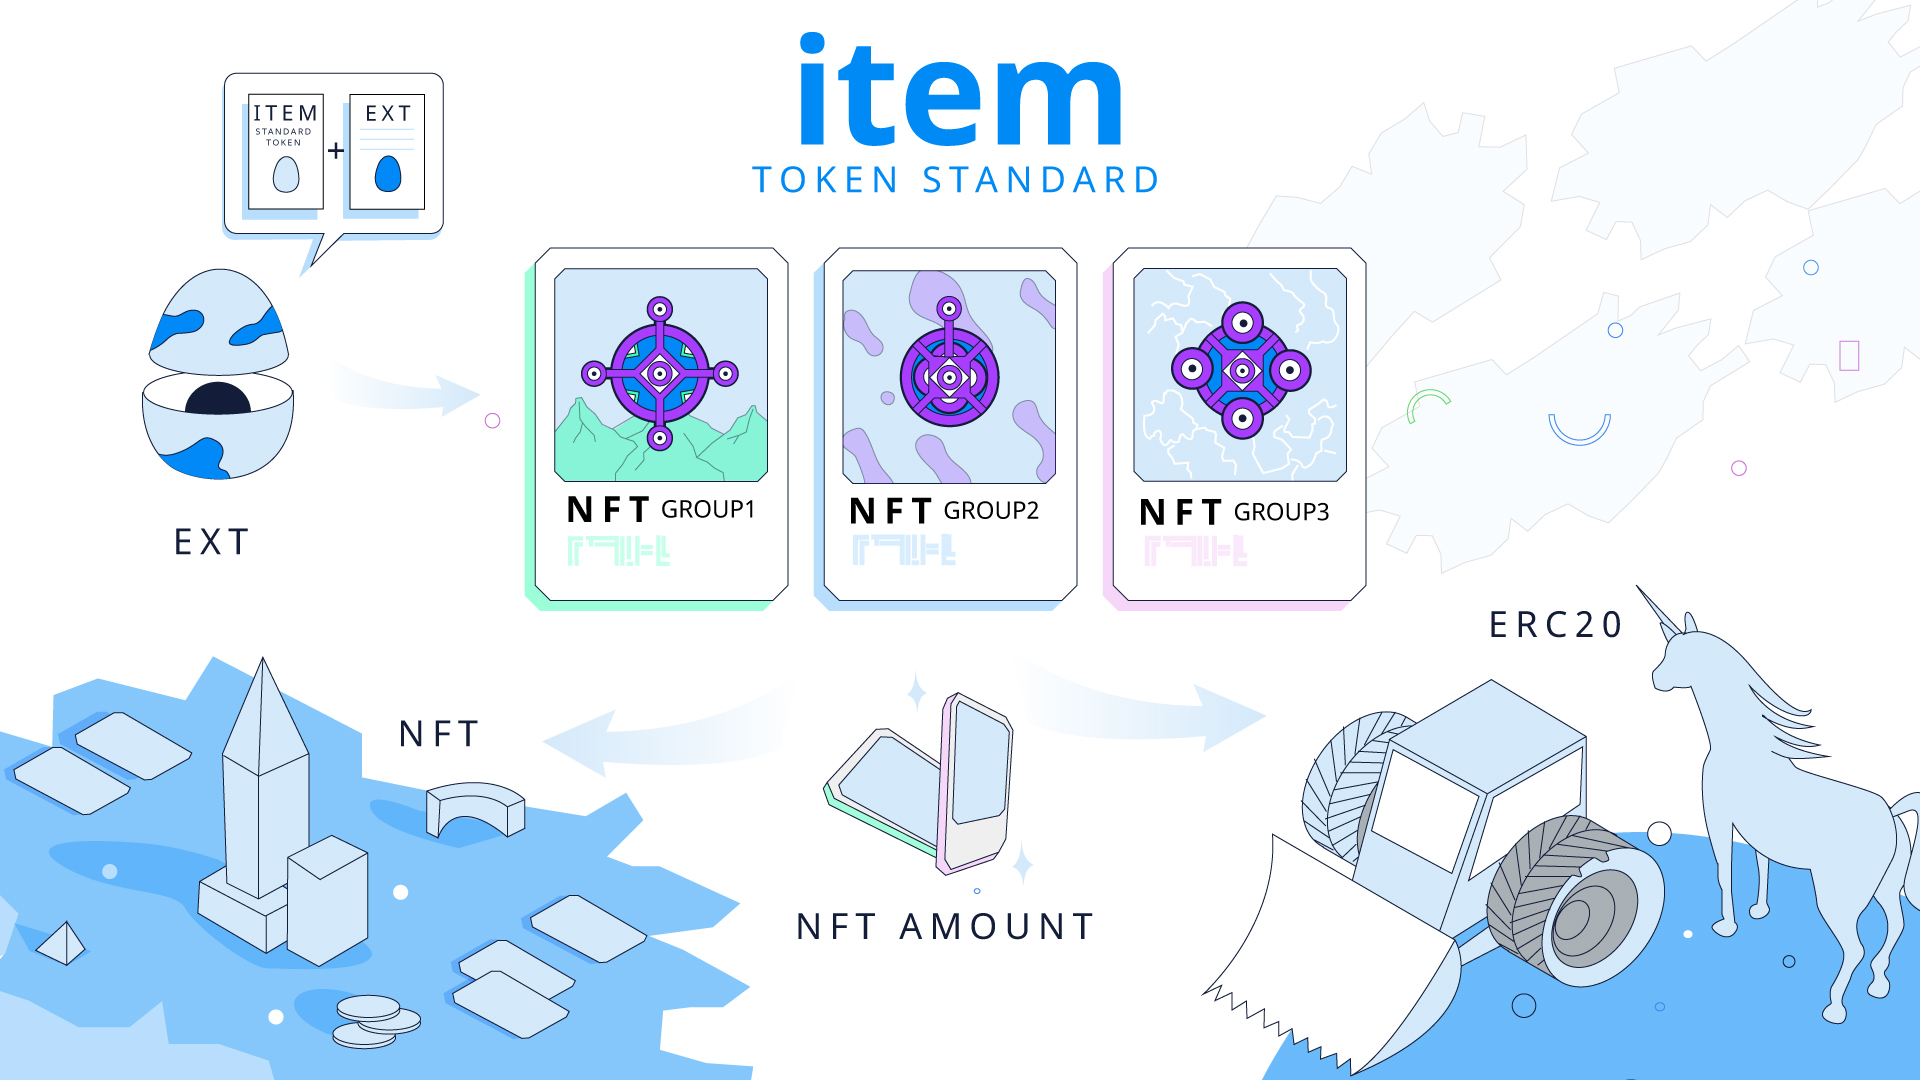 item
TOKEN STANDARD
ITEM
STANDARD
TOKEN
+
EXT
EXT
NFT GROUP1
NFT GROUP2
NFT GROUP3
ERC20
NFT
NFT AMOUNT